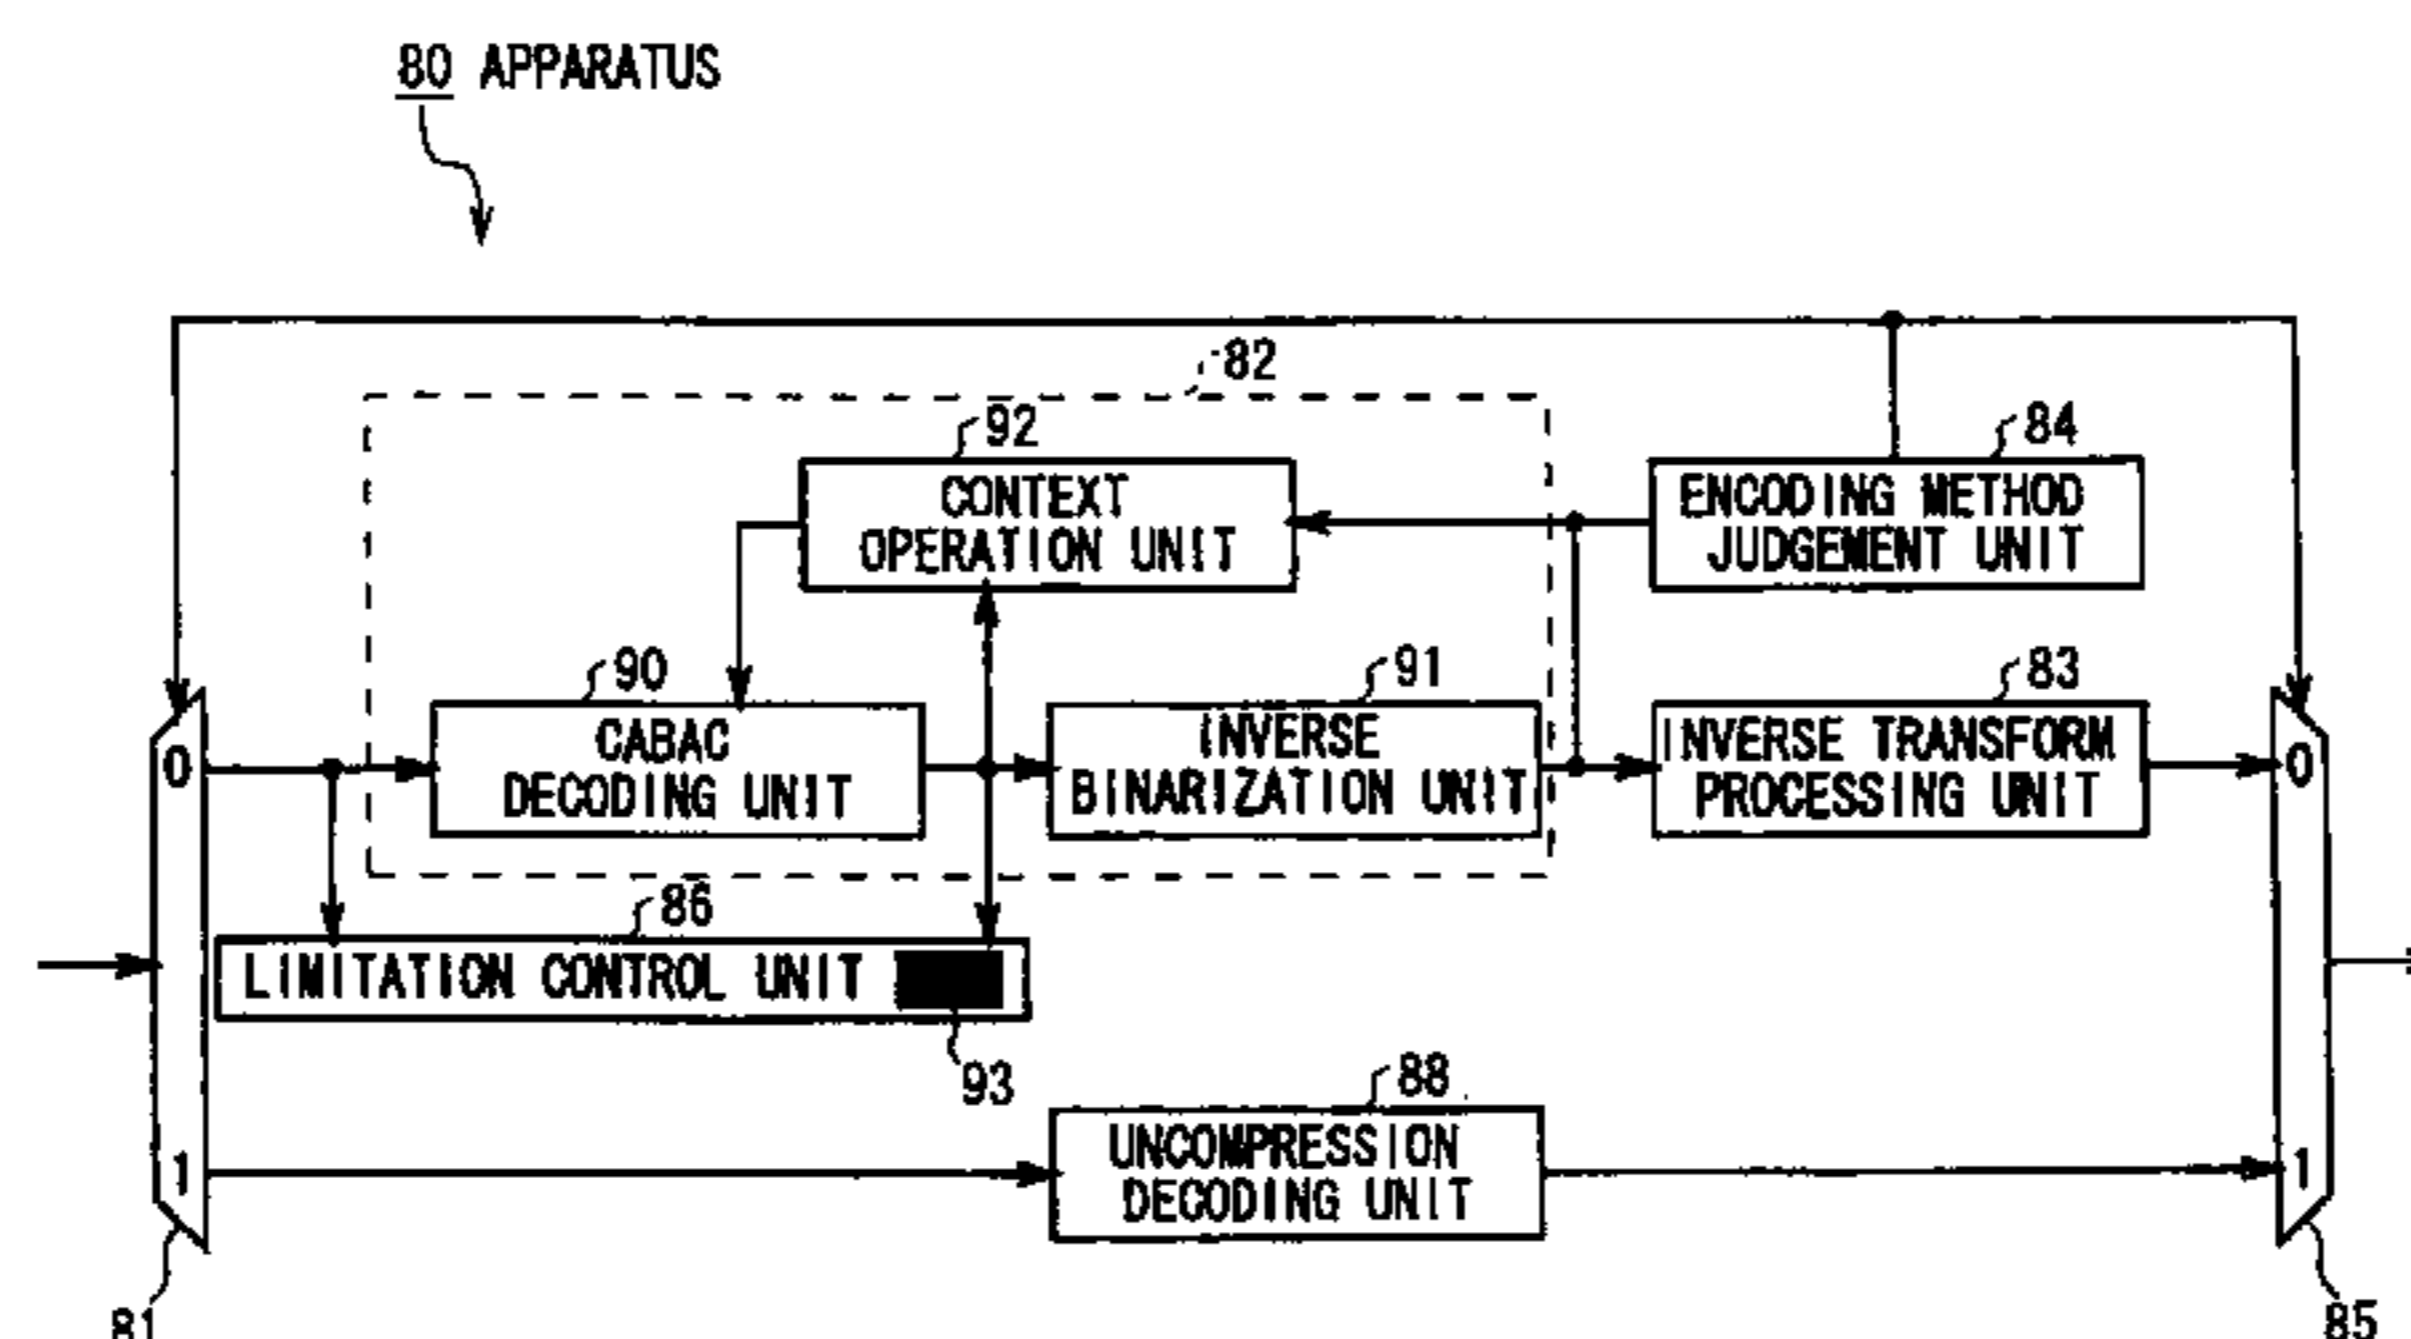 80 APPARATUS
82
92
CONTEXT
OPERATION UNIT
84
ENCODING METHOD
JUDGEMENT UNIT
90
CABAC
DECODING UNIT
91
INVERSE
BINARIZATION UNIT
83
INVERSE TRANSFORM
PROCESSING UNIT
0
0
86
LIMITATION CONTROL UNIT
93
88
UNCOMPRESSION
DECODING UNIT
1
1
81
85